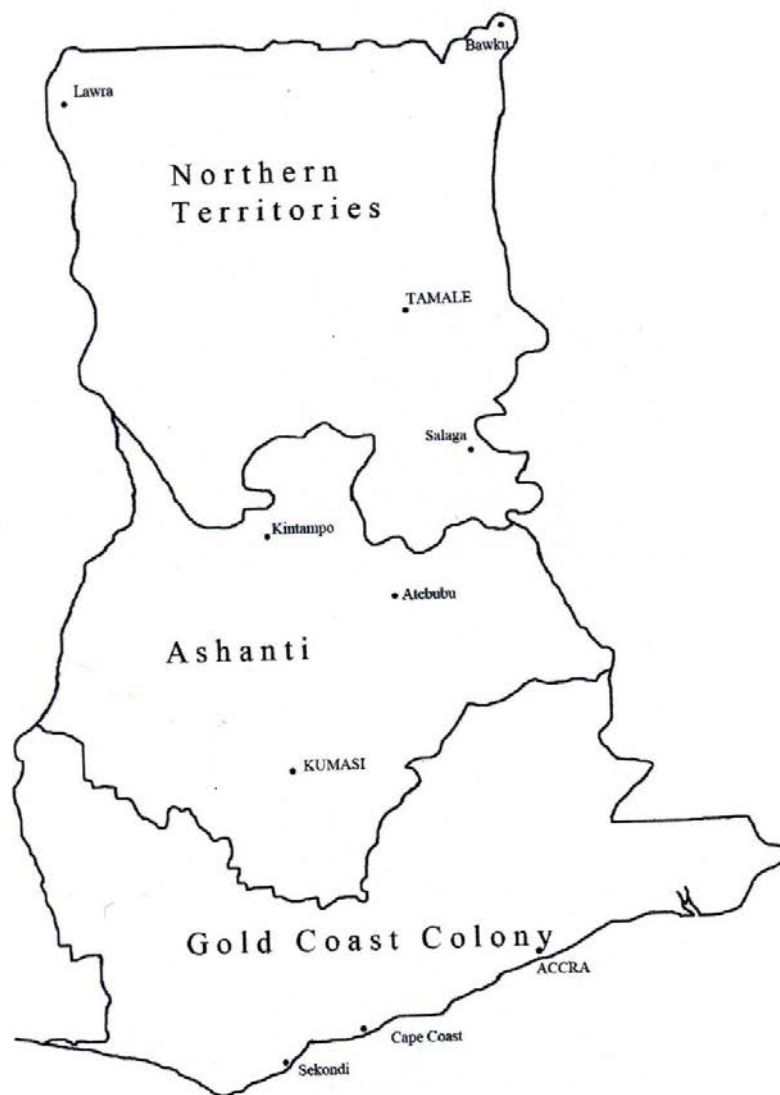 Bawku
Lawra
Northern
Territories
TAMALE
Salaga
Kintampo
Atebubu
Ashanti
KUMASI
Gold Coast Colony
ACCRA
Cape Coast
Sekondi